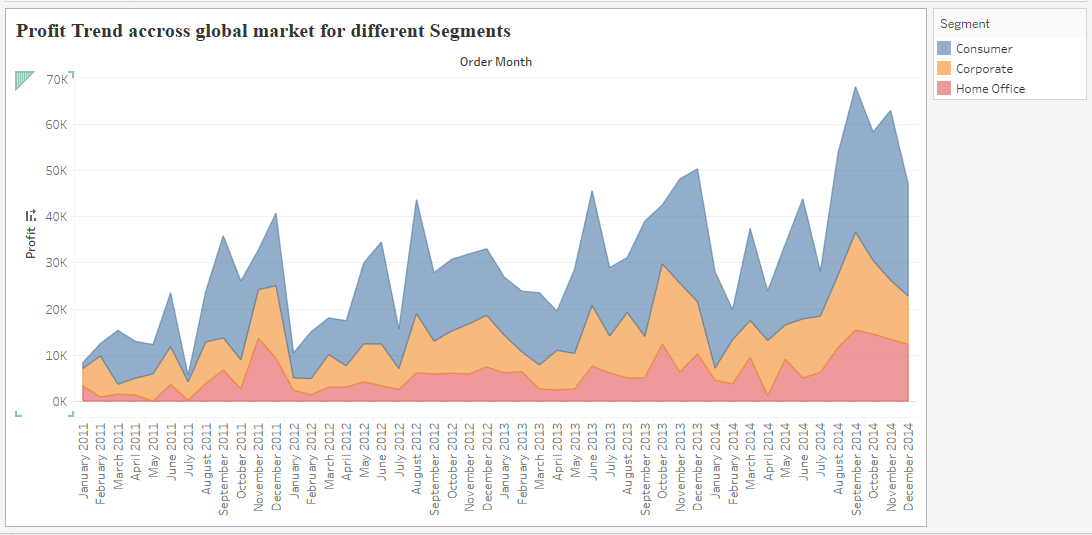 Profit Trend accross global market for different Segments
Order Month
Segment
Consumer
Corporate
Home Office
Profit
70K
60K
50K
40K
30K
20K
10K
0K
January 2011
February 2011
March 2011
April 2011
May 2011
June 2011
July 2011
August 2011
September 2011
October 2011
November 2011
December 2011
January 2012
February 2012
March 2012
April 2012
May 2012
June 2012
July 2012
August 2012
September 2012
October 2012
November 2012
December 2012
January 2013
February 2013
March 2013
April 2013
May 2013
June 2013
July 2013
August 2013
September 2013
October 2013
November 2013
December 2013
January 2014
February 2014
March 2014
April 2014
May 2014
June 2014
July 2014
August 2014
September 2014
October 2014
November 2014
December 2014